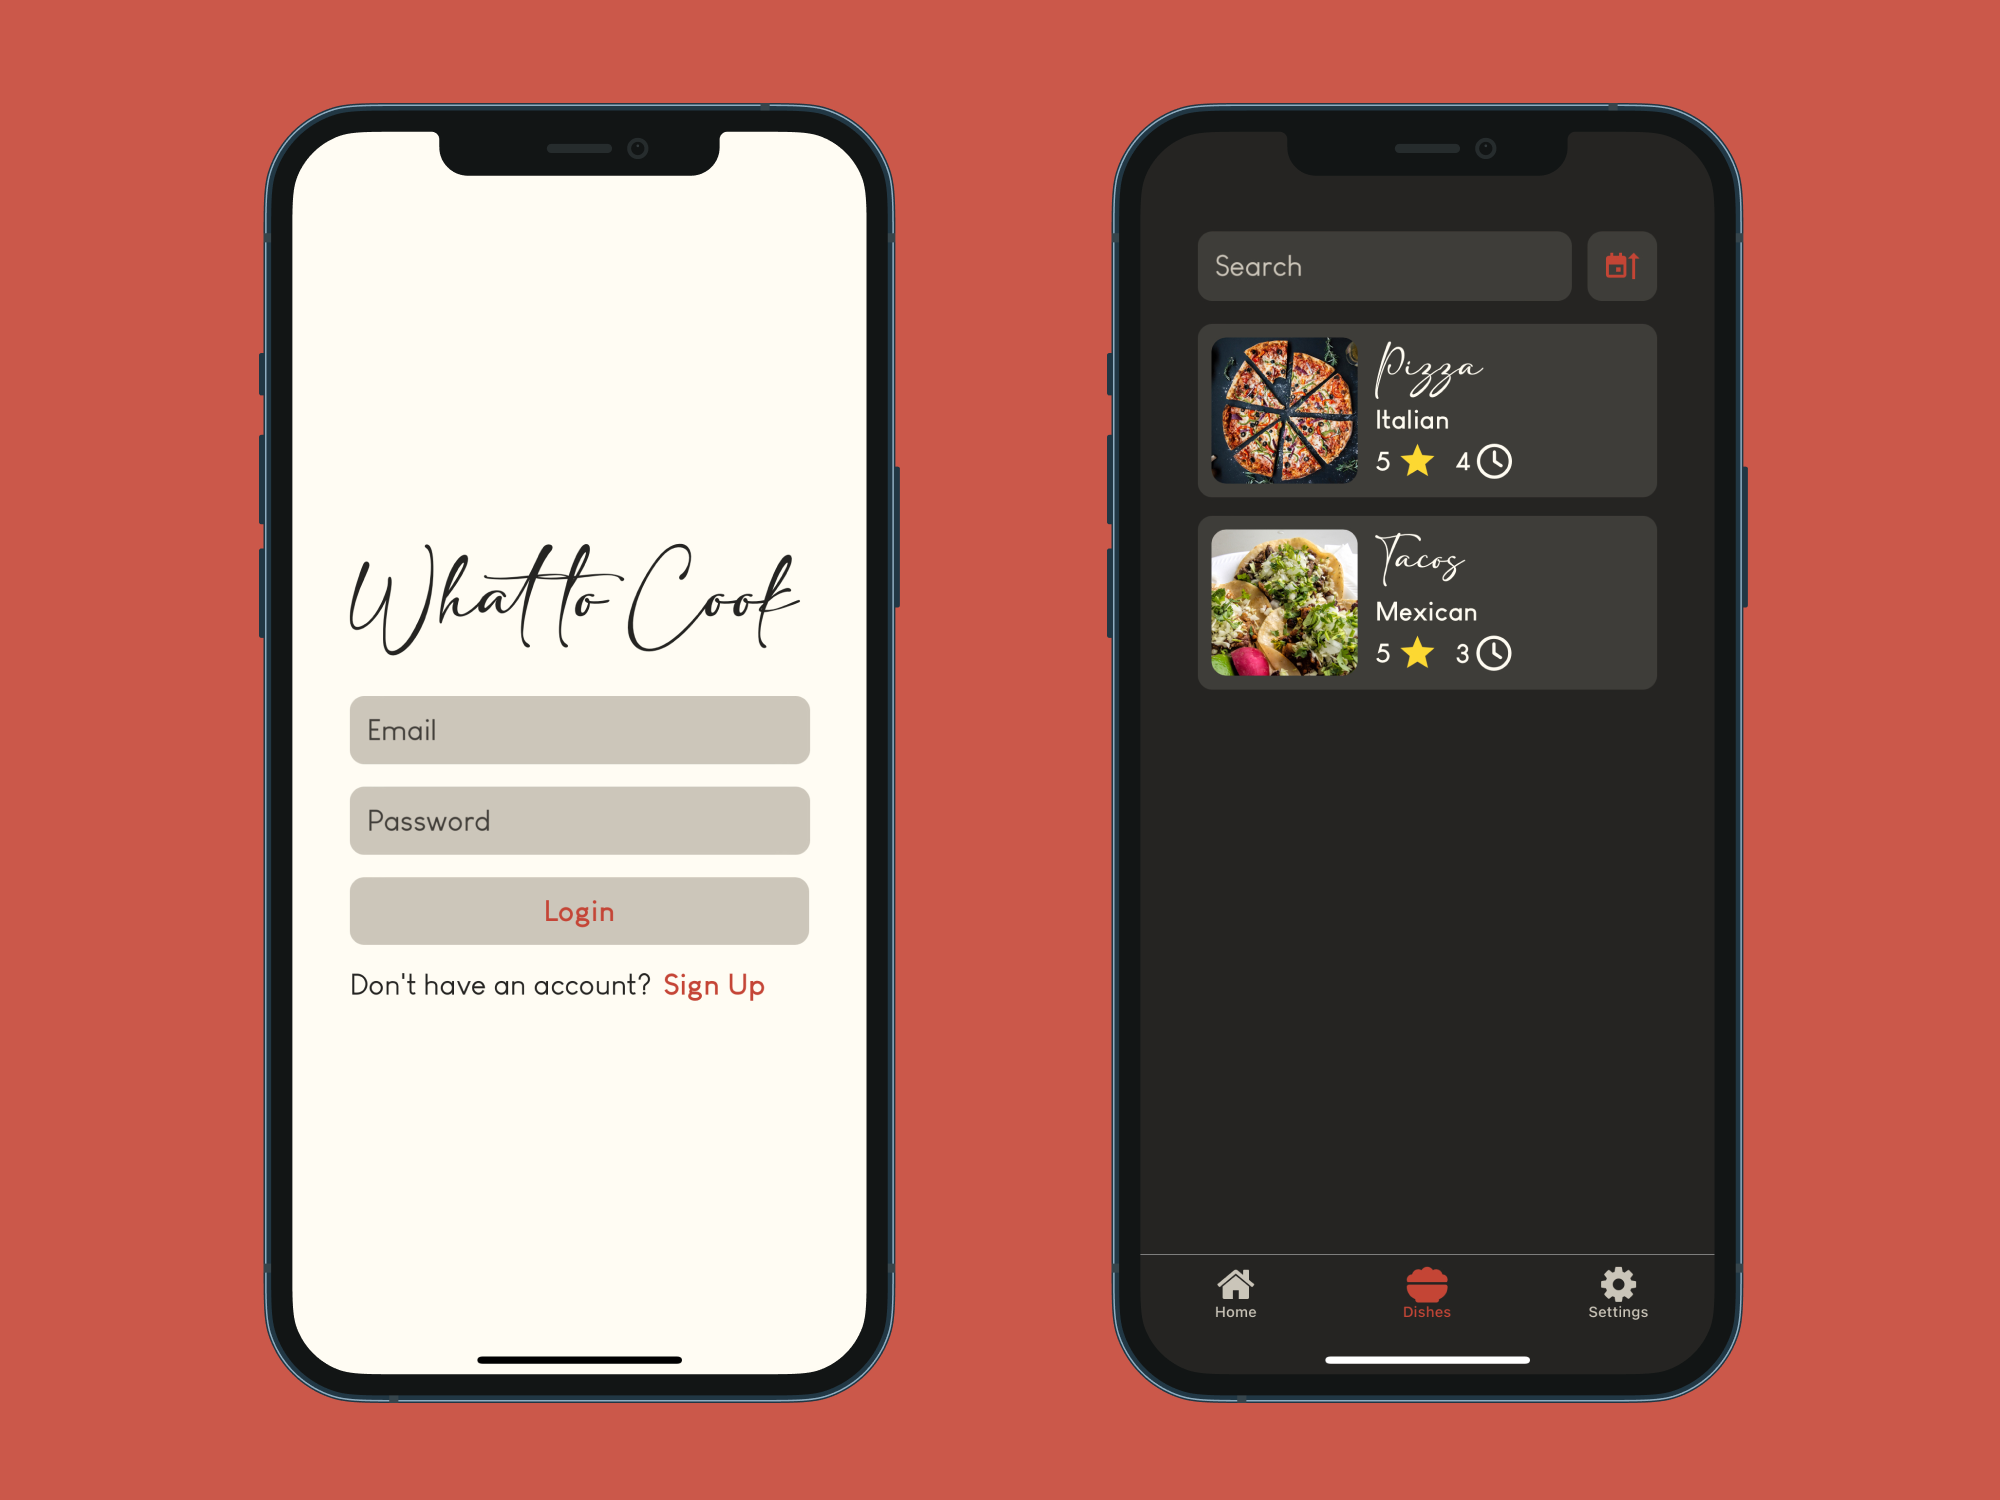 What to Cook
Email
Password
Login
Don't have an account? Sign Up
Search
Pizza
Italian
5 4
Tacos
Mexican
5 3
Home Dishes Settings